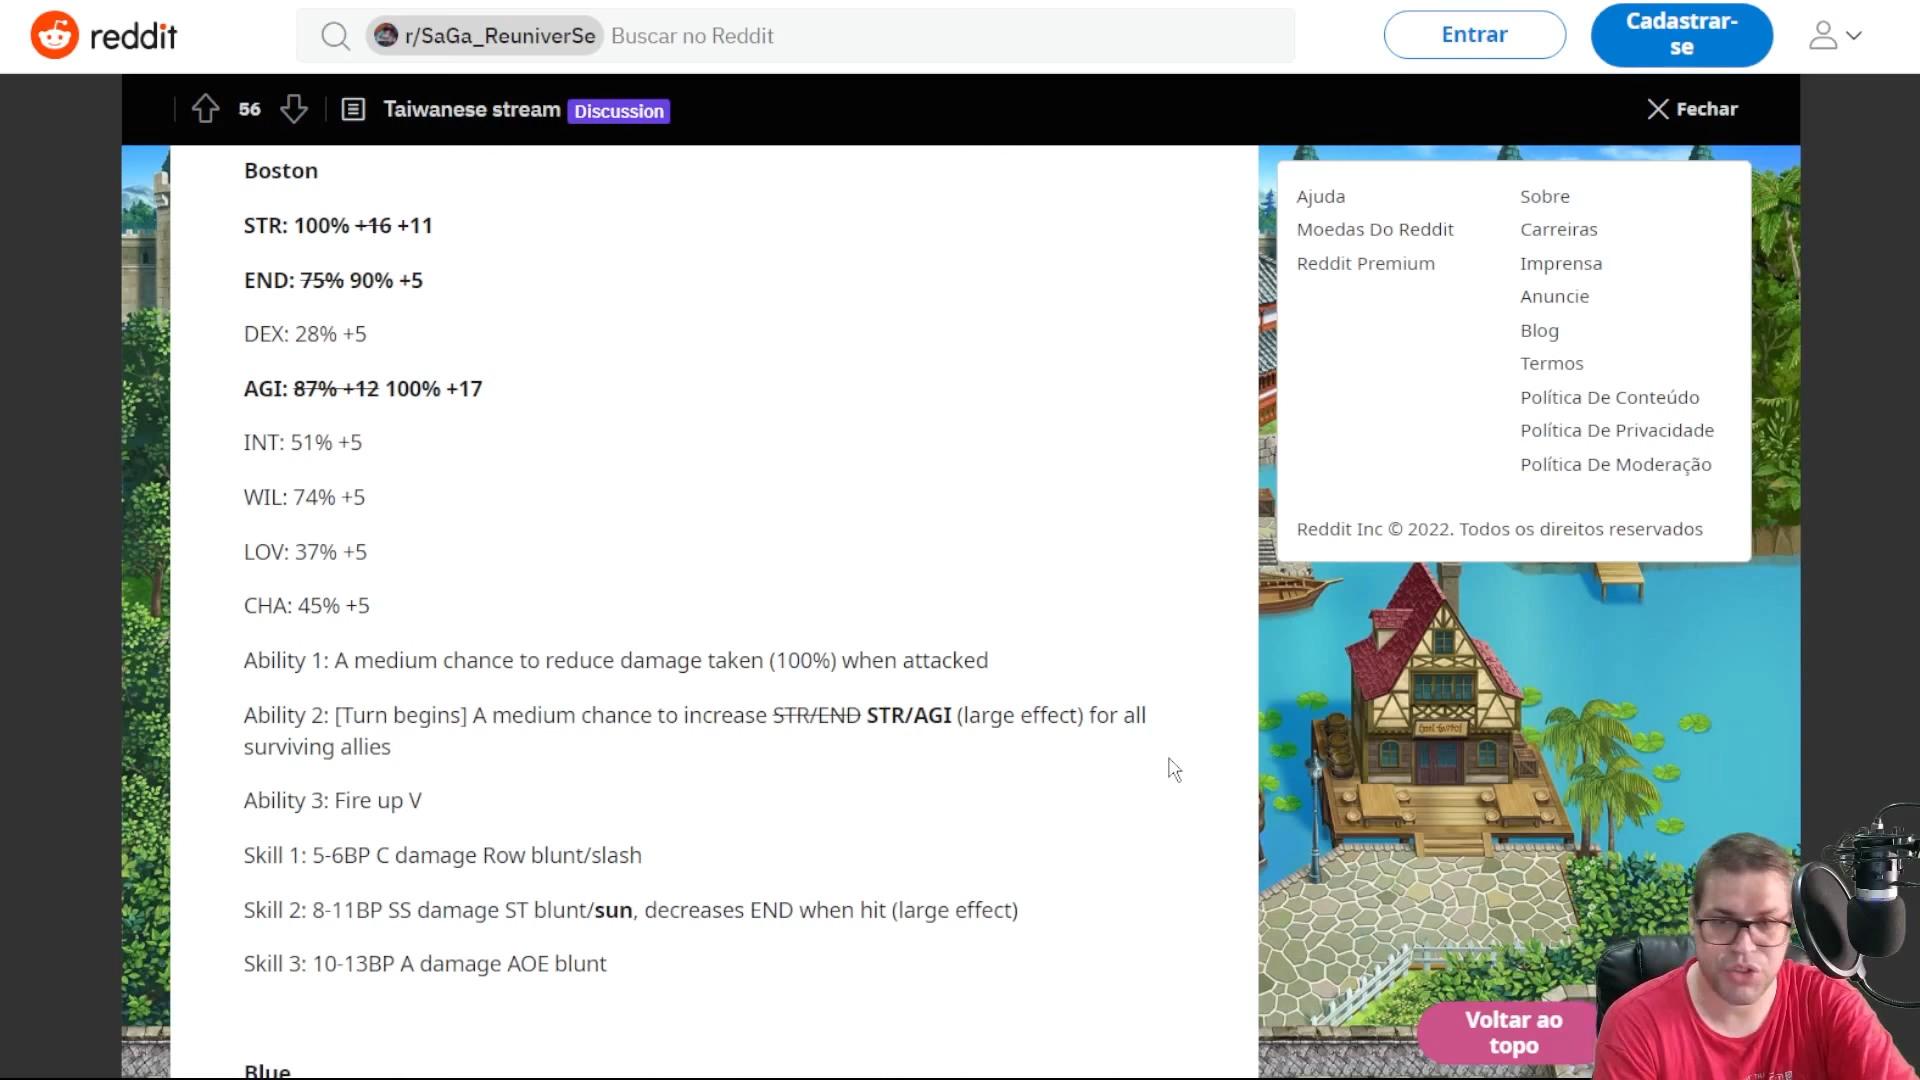 reddit
r/SaGa_ReuniverSe Buscar no Reddit
Entrar
Cadastrar-
se
56 Taiwanese stream Discussion
Fechar
Boston
STR: 100% +16 +11
END: 75% 90% +5
DEX: 28% +5
AGI: 87% +12 100% +17
INT: 51% +5
WIL: 74% +5
LOV: 37% +5
CHA: 45% +5
Ability 1: A medium chance to reduce damage taken (100%) when attacked
Ability 2: [Turn begins] A medium chance to increase STR/END STR/AGI (large effect) for all
surviving allies
Ability 3: Fire up V
Skill 1: 5-6BP C damage Row blunt/slash
Skill 2: 8-11BP SS damage ST blunt/sun, decreases END when hit (large effect)
Skill 3: 10-13BP A damage AOE blunt
Blue
Ajuda
Moedas Do Reddit
Reddit Premium
Sobre
Carreiras
Imprensa
Anuncie
Blog
Termos
Política De Conteúdo
Política De Privacidade
Política De Moderação
Reddit Inc © 2022. Todos os direitos reservados
Voltar ao
topo